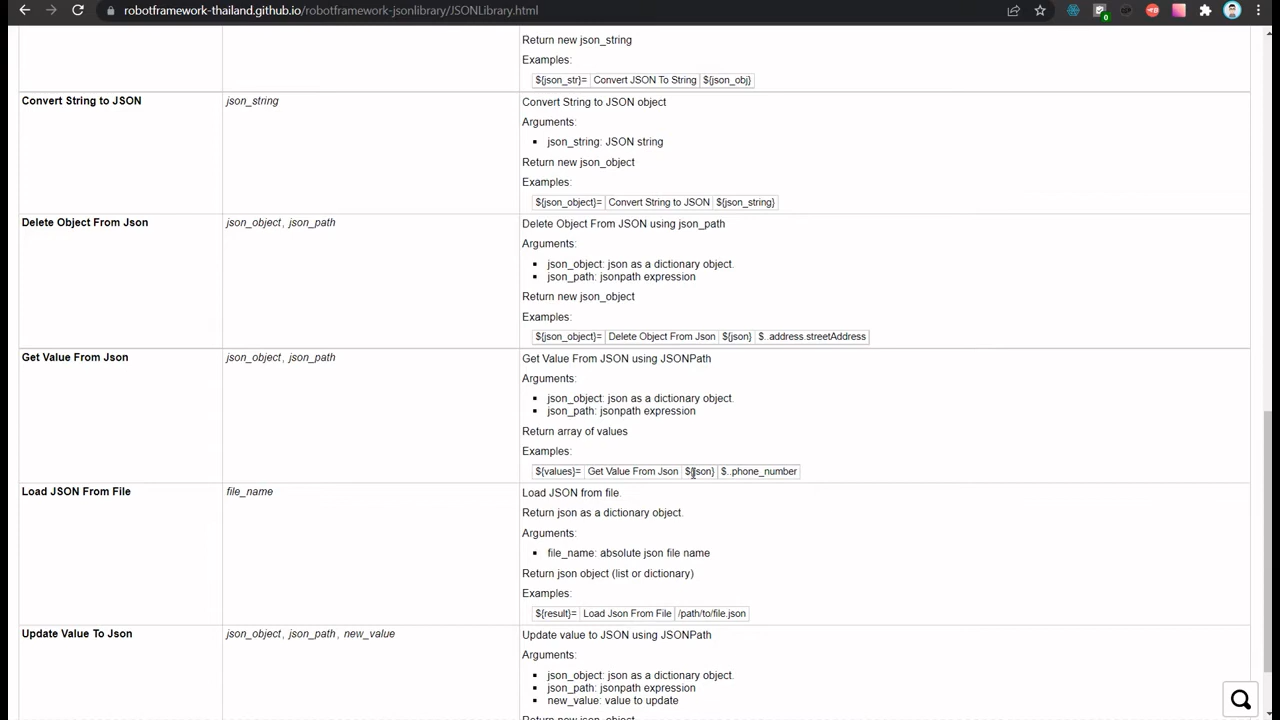 robotframework-thailand.github.io/robotframework-jsonlibrary/JSONLibrary.html
Return new json_string
Examples:
${json_str}= Convert JSON To String ${json_obj}
Convert String to JSON json_string Convert String to JSON object
Arguments:
▪ json_string: JSON string
Return new json_object
Examples:
${json_object}= Convert String to JSON ${json_string}
Delete Object From Json json_object, json_path Delete Object From JSON using json_path
Arguments:
▪ json_object: json as a dictionary object.
▪ json_path: jsonpath expression
Return new json_object
Examples:
${json_object}= Delete Object From Json ${json} $..address.streetAddress
Get Value From Json json_object, json_path Get Value From JSON using JSONPath
Arguments:
▪ json_object: json as a dictionary object.
▪ json_path: jsonpath expression
Return array of values
Examples:
${values}= Get Value From Json ${json} $..phone_number
Load JSON From File file_name Load JSON from file.
Return json as a dictionary object.
Arguments:
▪ file_name: absolute json file name
Return json object (list or dictionary)
Examples:
${result}= Load Json From File /path/to/file.json
Update Value To Json json_object, json_path, new_value Update value to JSON using JSONPath
Arguments:
▪ json_object: json as a dictionary object.
▪ json_path: jsonpath expression
▪ new_value: value to update
Return new json_object